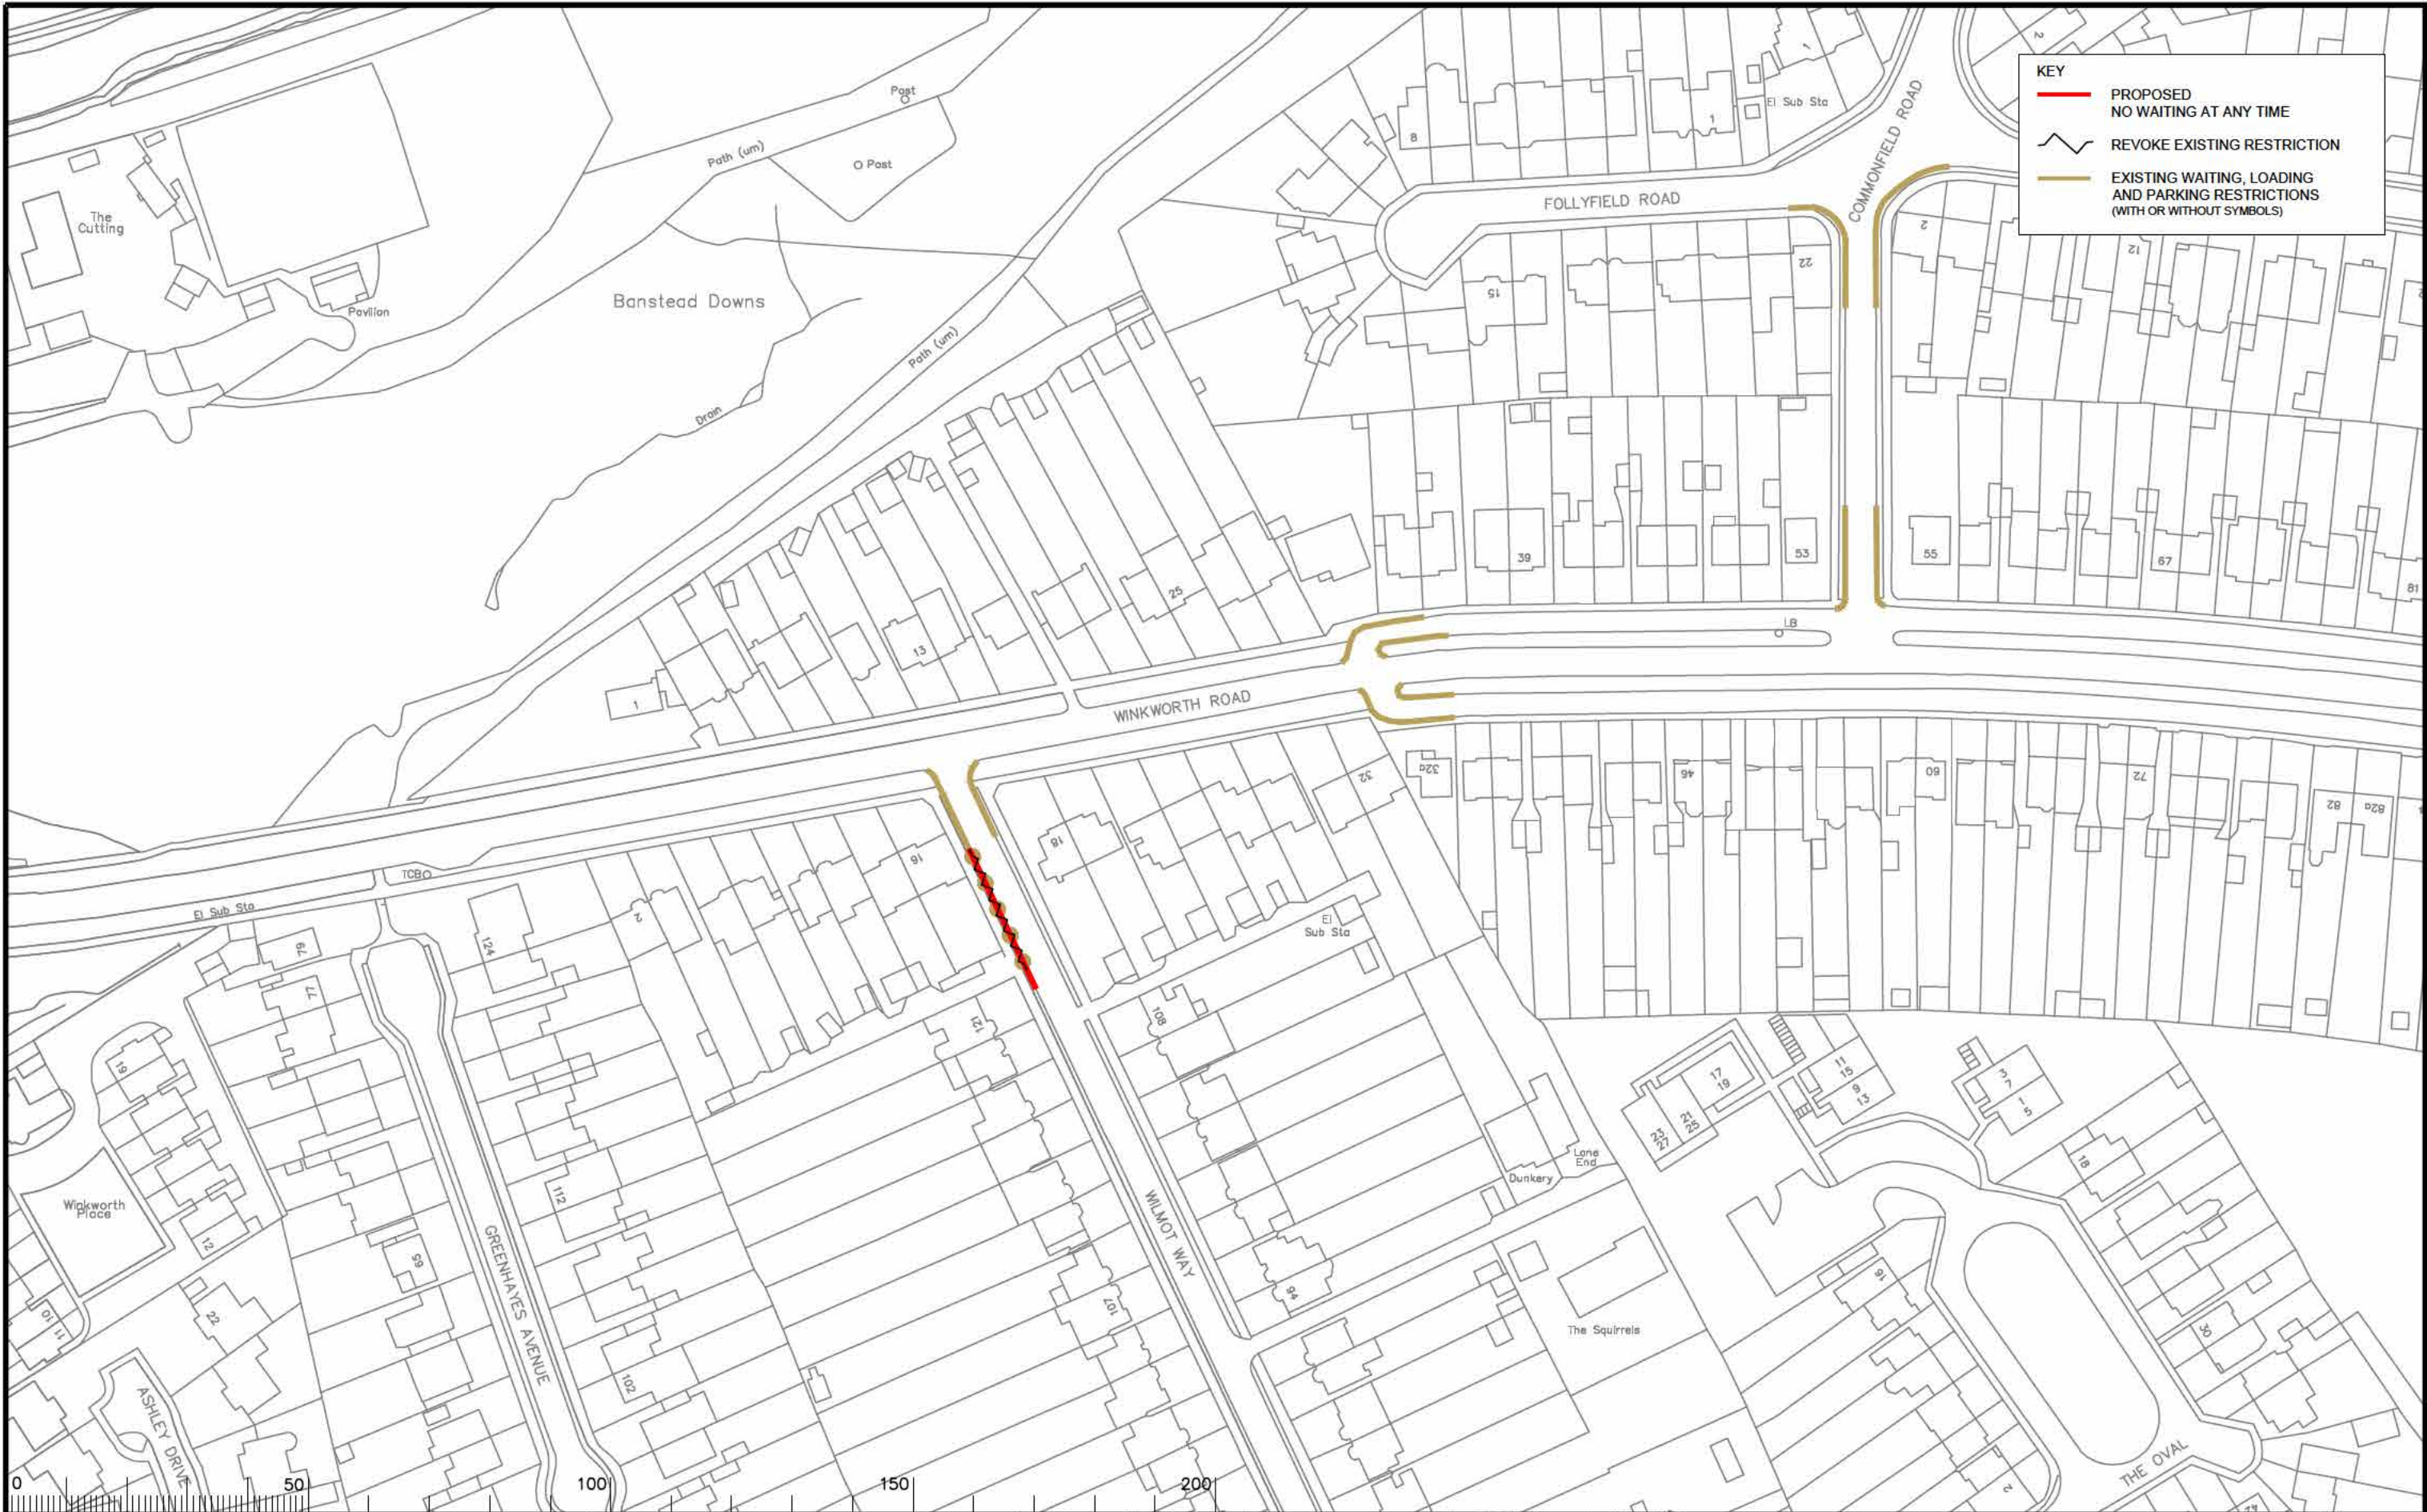 KEY
PROPOSED
NO WAITING AT ANY TIME
REVOKE EXISTING RESTRICTION
EXISTING WAITING, LOADING
AND PARKING RESTRICTIONS
(WITH OR WITHOUT SYMBOLS)
2
1
Post
Path (um)
Post
8
1
El Sub Sta
COMMONFIELD ROAD
The
Cutting
Pavilion
Banstead Downs
FOLLYFIELD ROAD
2
12
22
15
Path (um)
Drain
39
53
55
67
81
25
13
1
LB
WINKWORTH ROAD
32
32a
46
60
72
82
82a
18
16
TCB
El Sub Sta
2
124
79
77
El
Sub Sta
108
121
19
17
19
21
25
23
27
11
15
9
13
3
7
1
5
Lane
End
Dunkery
18
Winkworth
Place
12
112
65
WILMOT WAY
GREENHAYES AVENUE
94
107
16
The Squirrels
30
10
11
22
102
ASHLEY DRIVE
THE OVAL
2
42
0
50
100
150
200